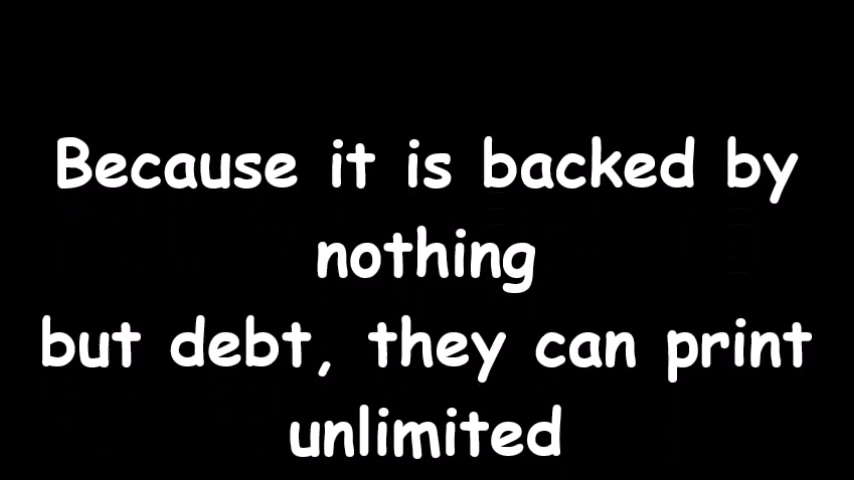 Because it is backed by
nothing
but debt, they can print
unlimited